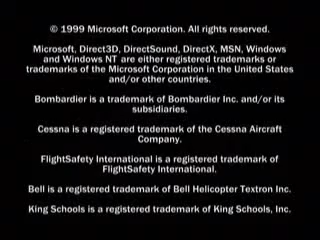 © 1999 Microsoft Corporation. All rights reserved.
Microsoft, Direct3D, DirectSound, DirectX, MSN, Windows
and Windows NT are either registered trademarks or
trademarks of the Microsoft Corporation in the United States
and/or other countries.
Bombardier is a trademark of Bombardier Inc. and/or its
subsidiaries.
Cessna is a registered trademark of the Cessna Aircraft
Company.
FlightSafety International is a registered trademark of
FlightSafety International.
Bell is a registered trademark of Bell Helicopter Textron Inc.
King Schools is a registered trademark of King Schools, Inc.